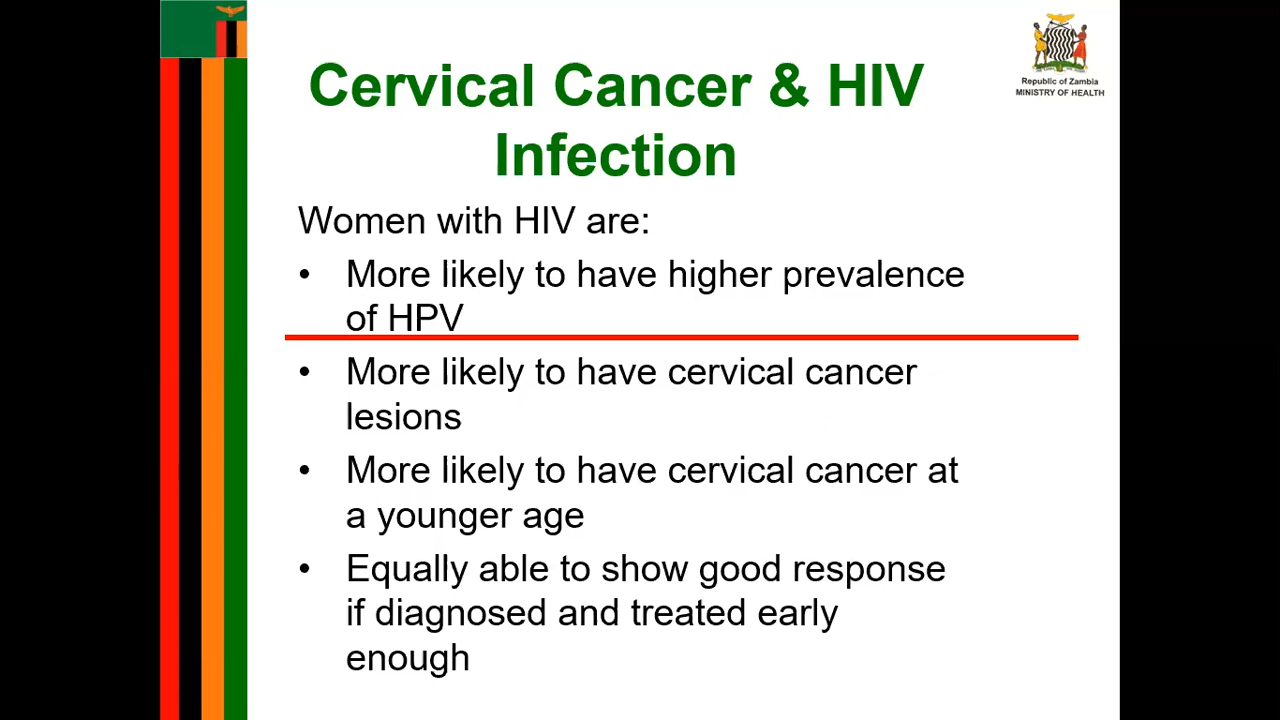 Cervical Cancer & HIV
Infection
Republic of Zambia
MINISTRY OF HEALTH
Women with HIV are:
• More likely to have higher prevalence
of HPV
• More likely to have cervical cancer
lesions
• More likely to have cervical cancer at
a younger age
• Equally able to show good response
if diagnosed and treated early
enough